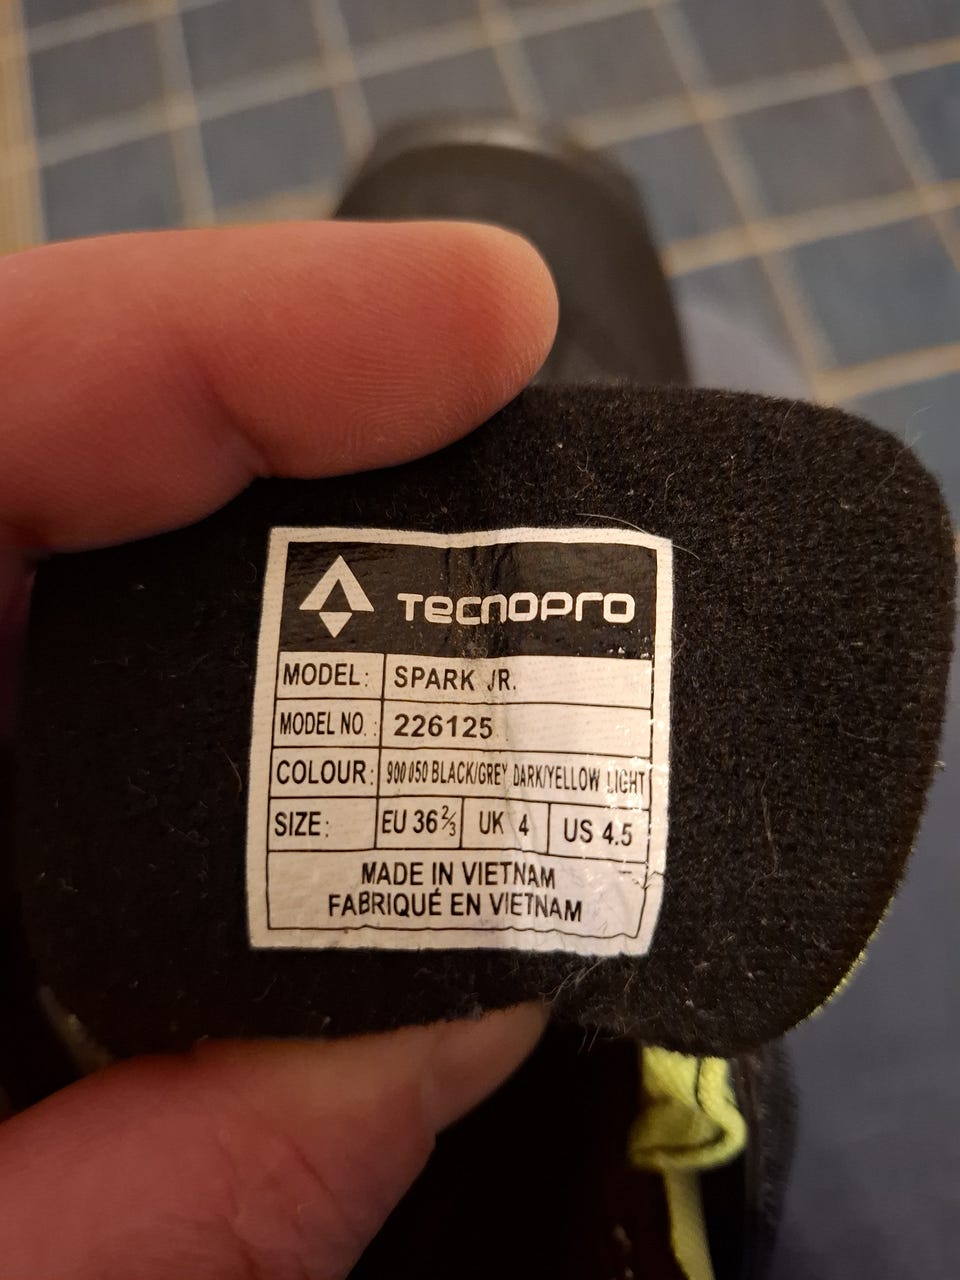 TECNOPRO
MODEL: SPARK JR.
MODEL NO.: 226125
COLOUR: 900 050 BLACK/GREY DARK/YELLOW LIGHT
SIZE: EU 36⅔ UK 4 US 4.5
MADE IN VIETNAM
FABRIQUÉ EN VIETNAM